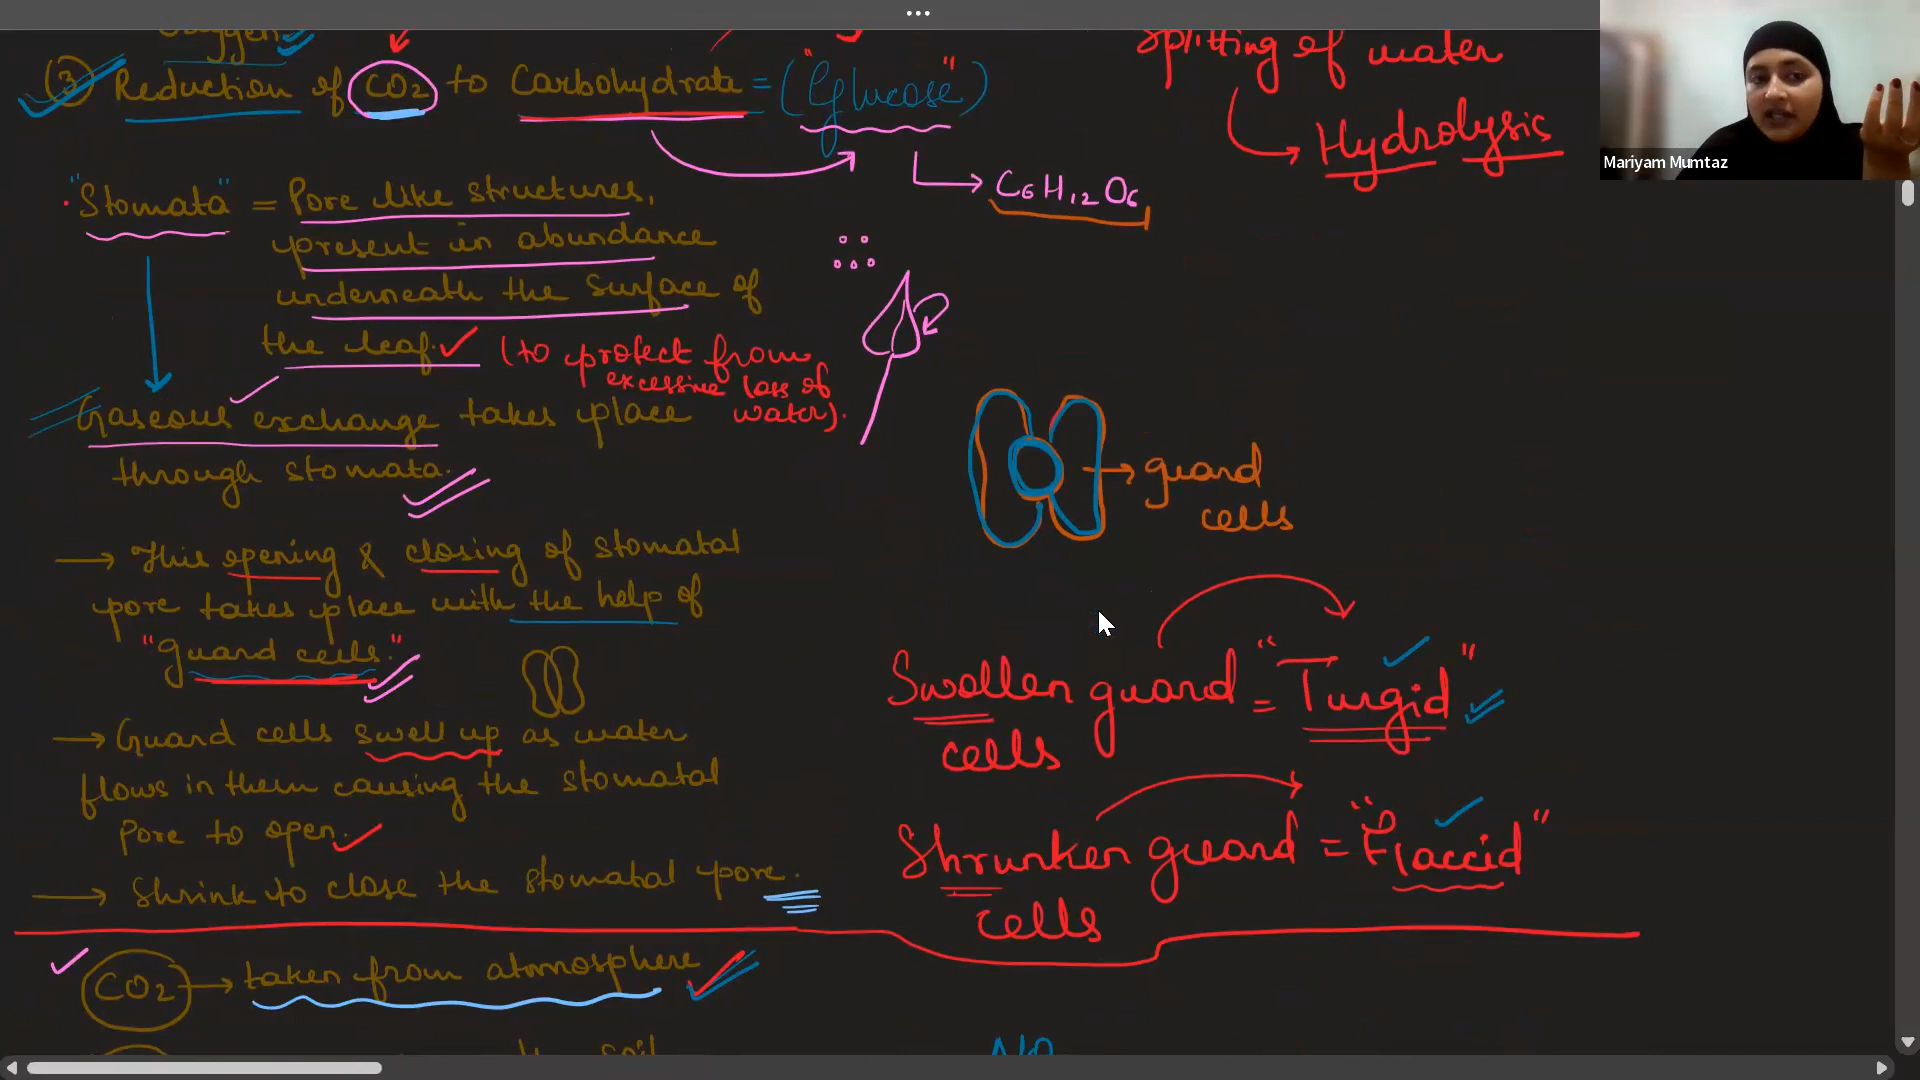 Oxygen
③ Reduction of CO2 to Carbohydrate = ("Glucose")
Splitting of water
Hydrolysis
C6H12O6
Mariyam Mumtaz
"Stomata" = Pore like structures,
present in abundance
underneath the surface of
the leaf. (to protect from
excessive loss of
water).
Gaseous exchange takes place
through stomata.
guard
cells
→ This opening & closing of stomatal
pore takes place with the help of
"guard cells."
→ Guard cells swell up as water
flows in them causing the stomatal
Pore to open.
→ Shrink to close the stomatal pore.
Swollen guard = "Turgid"
cells
Shrunken guard = "Flaccid"
cells
CO2 → taken from atomosphere
soil